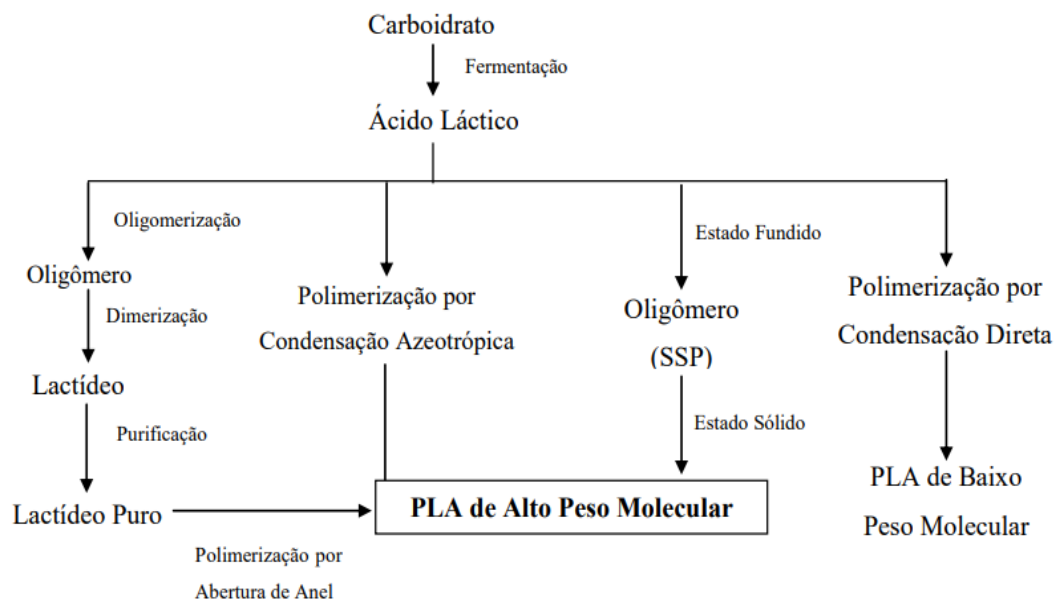 Carboidrato
Fermentação
Ácido Láctico
Oligomerização
Oligômero
Dimerização
Lactídeo
Purificação
Lactídeo Puro
Polimerização por
Abertura de Anel
Polimerização por
Condensação Azeotrópica
Estado Fundido
Oligômero
(SSP)
Estado Sólido
PLA de Alto Peso Molecular
Polimerização por
Condensação Direta
PLA de Baixo
Peso Molecular